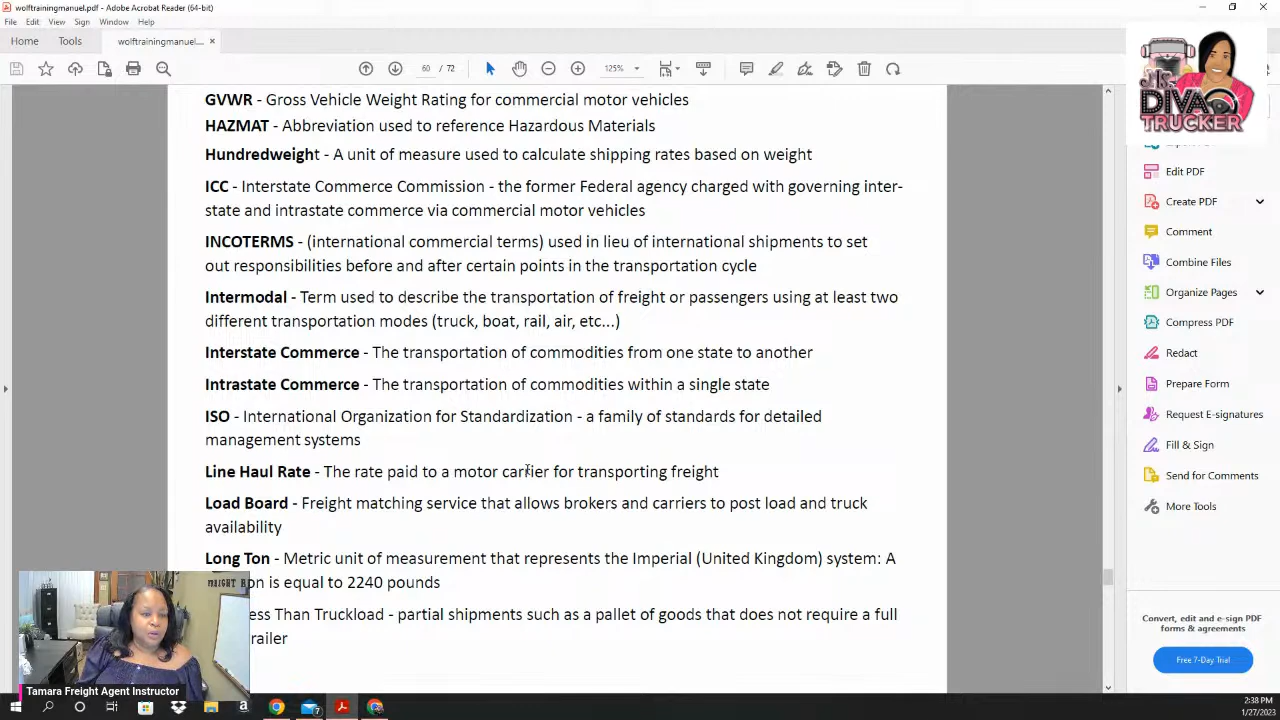 wolftrainingmanuel.pdf - Adobe Acrobat Reader (64-bit)
File Edit View Sign Window Help
Home Tools wolftrainingmanuel....
60 / 125%
GVWR - Gross Vehicle Weight Rating for commercial motor vehicles
HAZMAT - Abbreviation used to reference Hazardous Materials
Hundredweight - A unit of measure used to calculate shipping rates based on weight
ICC - Interstate Commerce Commission - the former Federal agency charged with governing inter-
state and intrastate commerce via commercial motor vehicles
INCOTERMS - (international commercial terms) used in lieu of international shipments to set
out responsibilities before and after certain points in the transportation cycle
Intermodal - Term used to describe the transportation of freight or passengers using at least two
different transportation modes (truck, boat, rail, air, etc...)
Interstate Commerce - The transportation of commodities from one state to another
Intrastate Commerce - The transportation of commodities within a single state
ISO - International Organization for Standardization - a family of standards for detailed
management systems
Line Haul Rate - The rate paid to a motor carrier for transporting freight
Load Board - Freight matching service that allows brokers and carriers to post load and truck
availability
Long Ton - Metric unit of measurement that represents the Imperial (United Kingdom) system: A
on is equal to 2240 pounds
ess Than Truckload - partial shipments such as a pallet of goods that does not require a full
railer
DIVA
TRUCKER
Edit PDF
Create PDF
Comment
Combine Files
Organize Pages
Compress PDF
Redact
Prepare Form
Request E-signatures
Fill & Sign
Send for Comments
More Tools
Convert, edit and e-sign PDF
forms & agreements
Free 7-Day Trial
Tamara Freight Agent Instructor
2:38 PM
1/27/2023